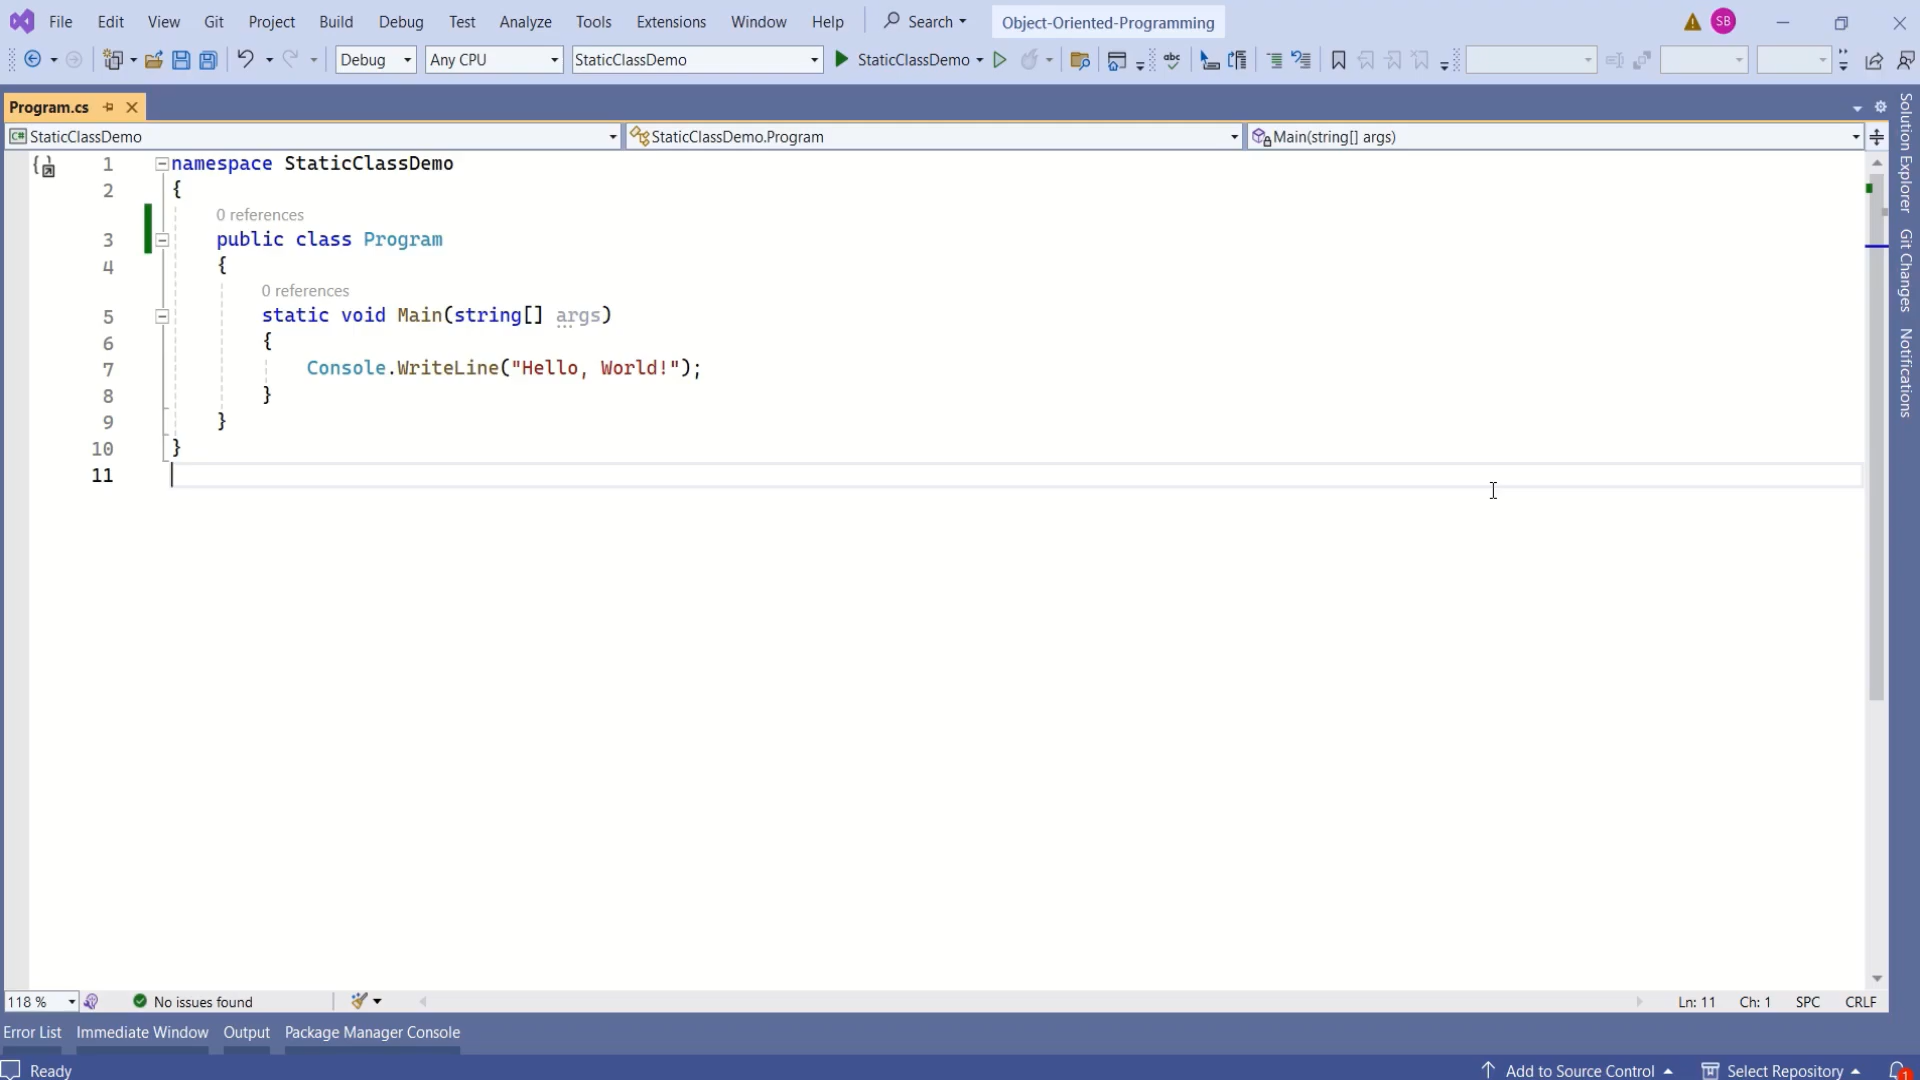 File Edit View Git Project Build Debug Test Analyze Tools Extensions Window Help Search Object-Oriented-Programming SB
Debug Any CPU StaticClassDemo StaticClassDemo abc
Program.cs
C# StaticClassDemo StaticClassDemo.Program Main(string[] args)
1 namespace StaticClassDemo
2 {
0 references
3 public class Program
4 {
0 references
5 static void Main(string[] args)
6 {
7 Console.WriteLine("Hello, World!");
8 }
9 }
10 }
11
118 % No issues found Ln: 11 Ch: 1 SPC CRLF
Error List Immediate Window Output Package Manager Console
Ready Add to Source Control Select Repository 1
Solution Explorer
Git Changes
Notifications